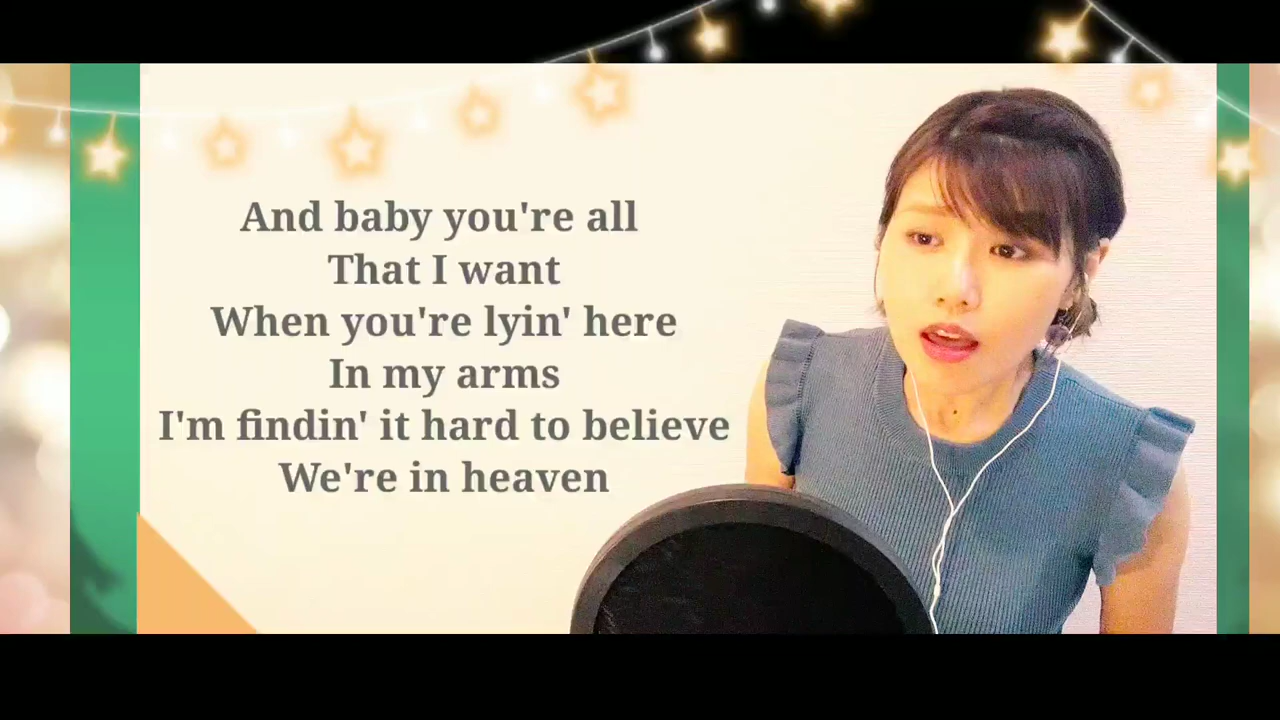 And baby you're all
That I want
When you're lyin' here
In my arms
I'm findin' it hard to believe
We're in heaven